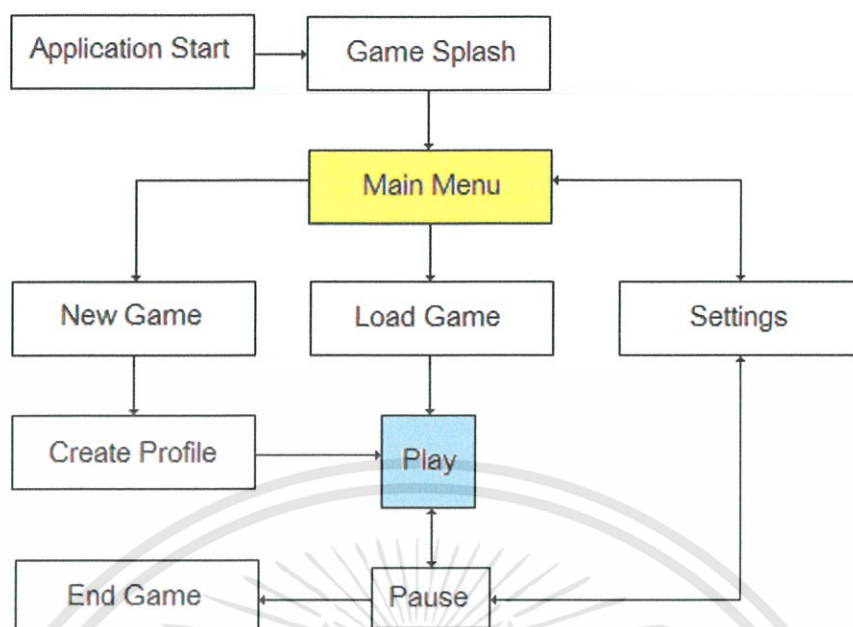 Application Start
Game Splash
Main Menu
New Game
Load Game
Settings
Create Profile
Play
End Game
Pause